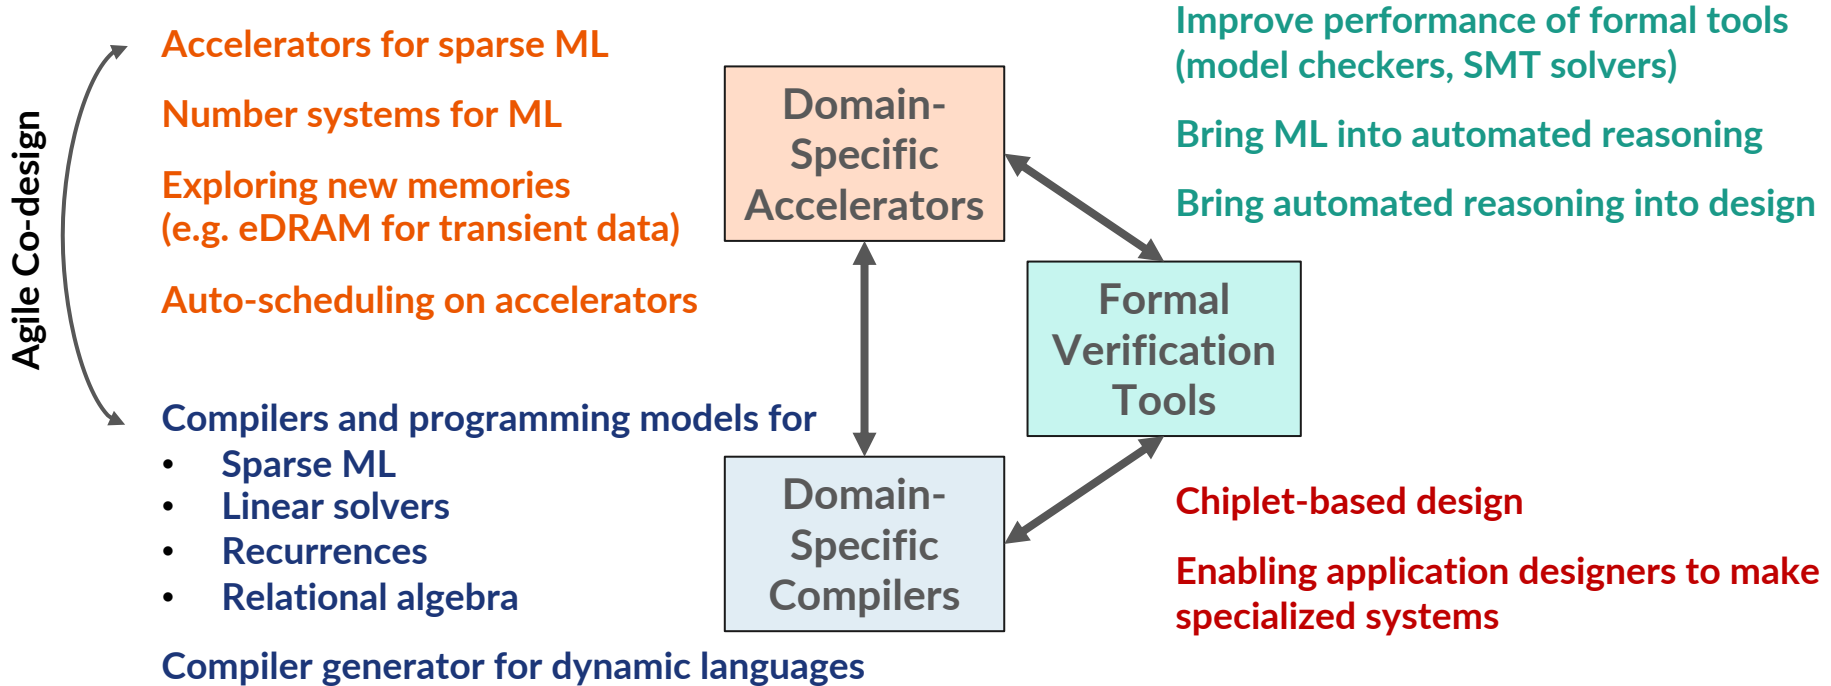 Agile Co-design
Accelerators for sparse ML
Number systems for ML
Exploring new memories
(e.g. eDRAM for transient data)
Auto-scheduling on accelerators
Compilers and programming models for
• Sparse ML
• Linear solvers
• Recurrences
• Relational algebra
Compiler generator for dynamic languages
Domain-
Specific
Accelerators
Domain-
Specific
Compilers
Formal
Verification
Tools
Improve performance of formal tools
(model checkers, SMT solvers)
Bring ML into automated reasoning
Bring automated reasoning into design
Chiplet-based design
Enabling application designers to make
specialized systems